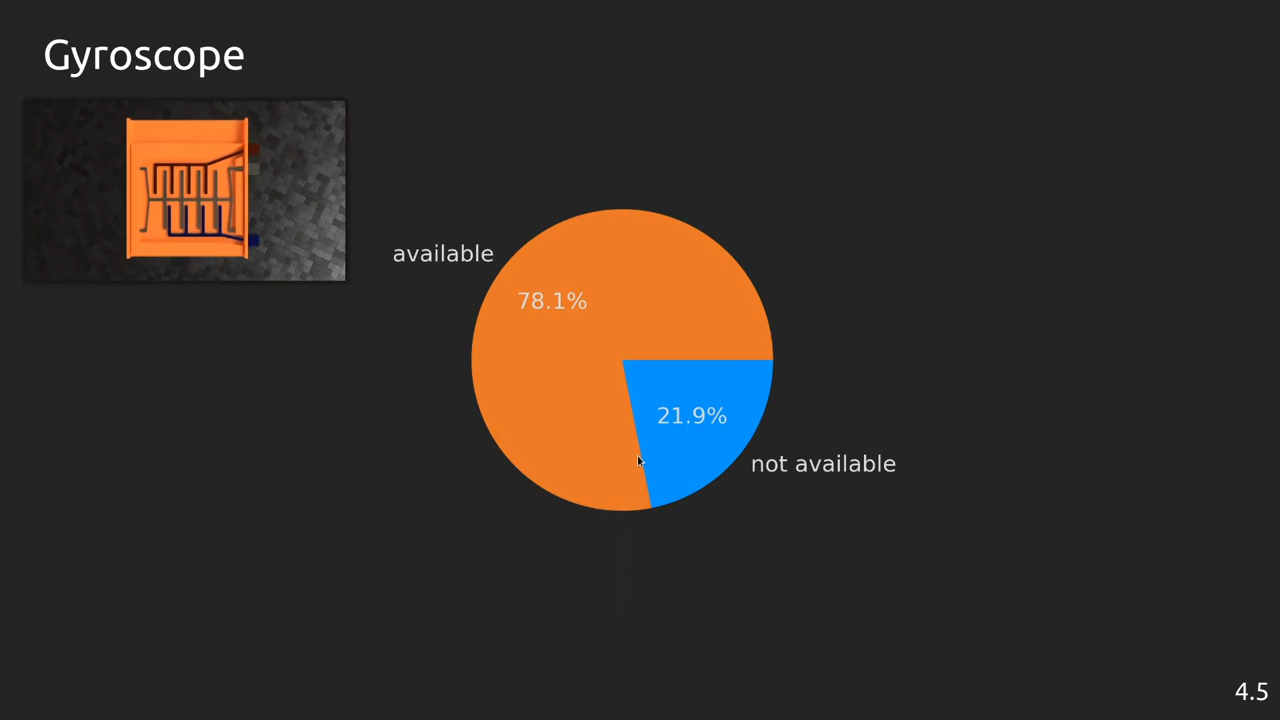 Gyroscope
available
78.1%
21.9%
not available
4.5